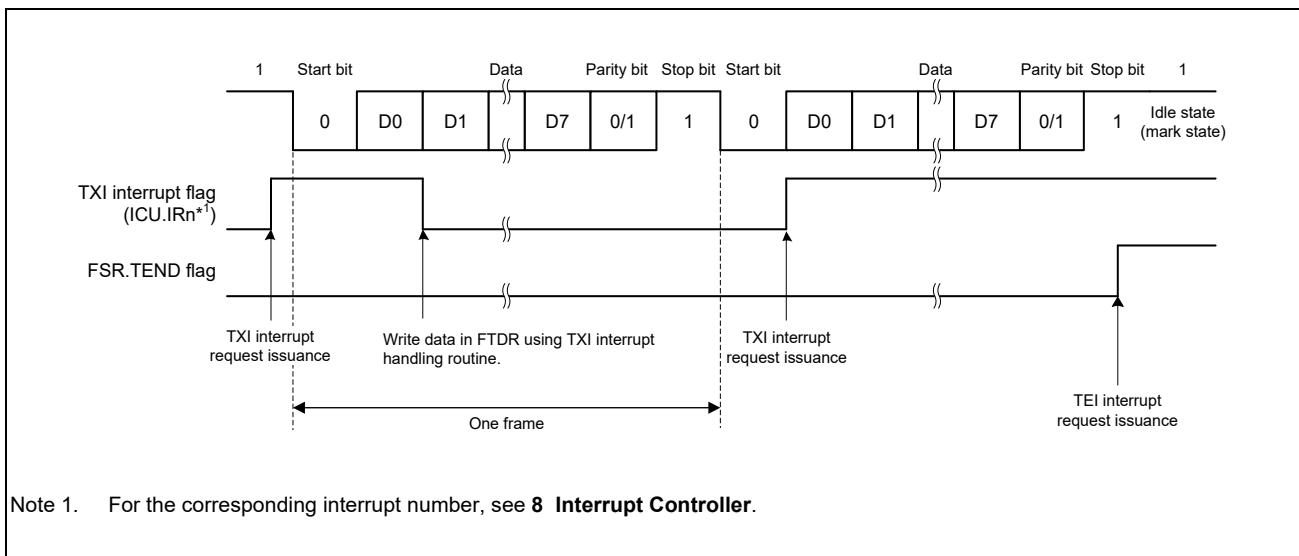 1 Start bit Data Parity bit Stop bit Start bit Data Parity bit Stop bit 1
0 D0 D1 D7 0/1 1 0 D0 D1 D7 0/1 1 Idle state
(mark state)
TXI interrupt flag
(ICU.IRn*1)
FSR.TEND flag
TXI interrupt
request issuance
Write data in FTDR using TXI interrupt
handling routine.
TXI interrupt
request issuance
TEI interrupt
request issuance
One frame
Note 1. For the corresponding interrupt number, see 8 Interrupt Controller.